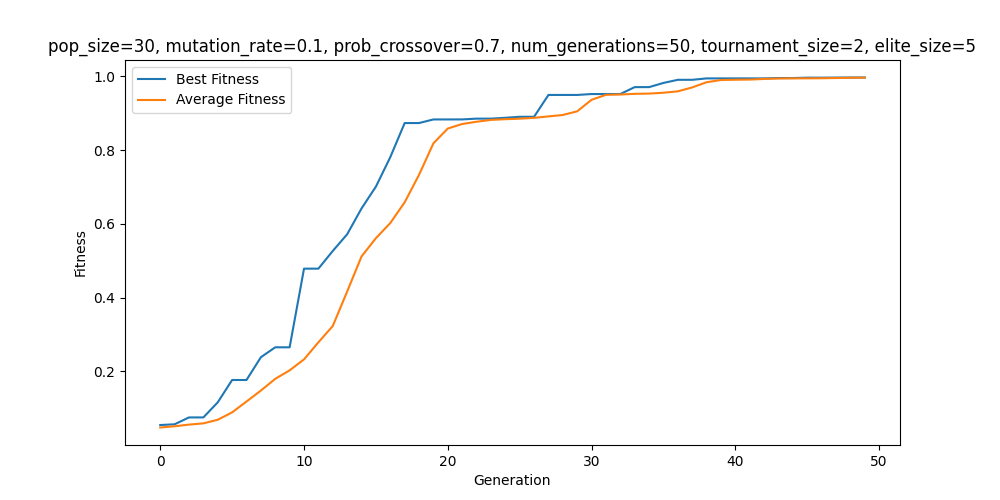 pop_size=30, mutation_rate=0.1, prob_crossover=0.7, num_generations=50, tournament_size=2, elite_size=5
Best Fitness
Average Fitness
1.0
0.8
0.6
0.4
0.2
Fitness
0 10 20 30 40 50
Generation